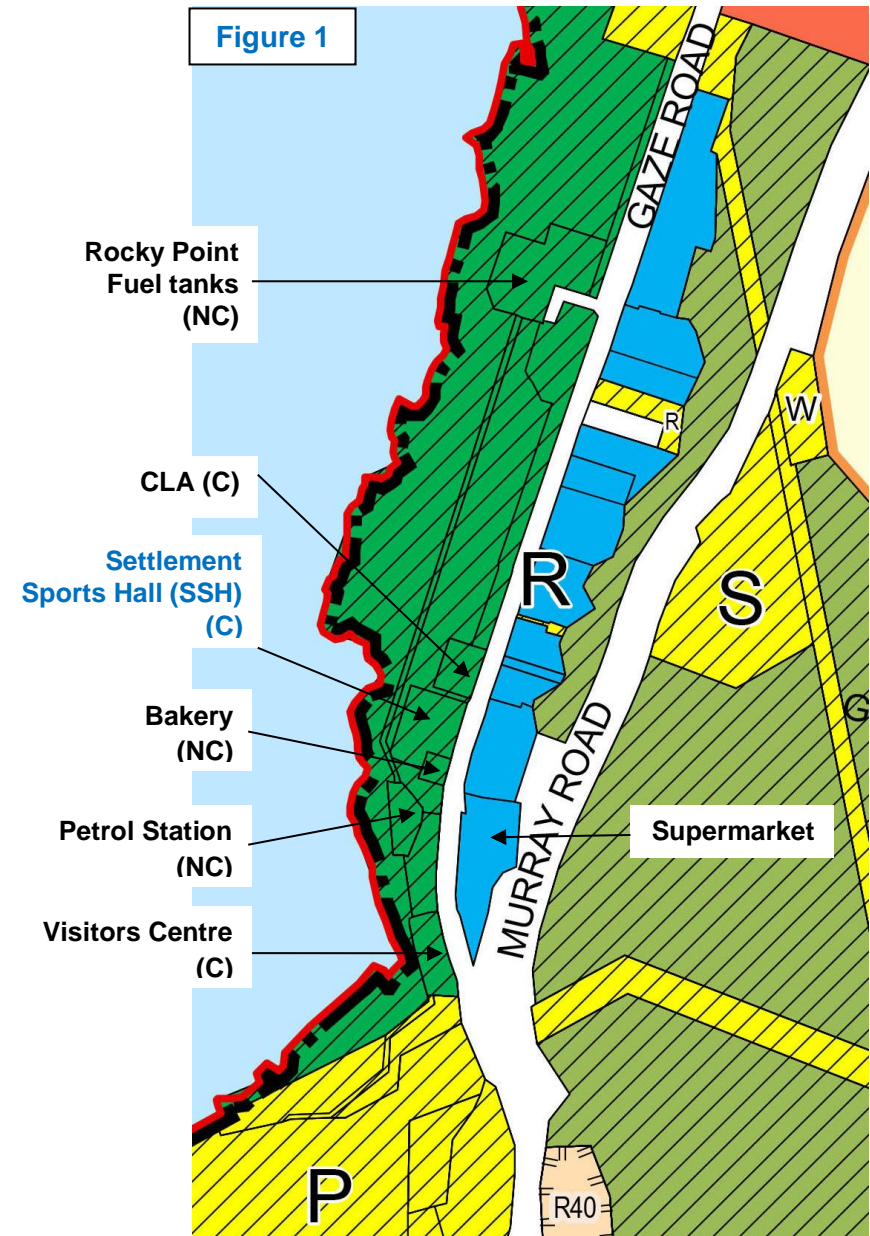 Figure 1
GAZE ROAD
Rocky Point
Fuel tanks
(NC)
R
W
CLA (C)
Settlement
Sports Hall (SSH)
(C)
R
S
G
Bakery
(NC)
MURRAY ROAD
Petrol Station
(NC)
Supermarket
Visitors Centre
(C)
P
R40